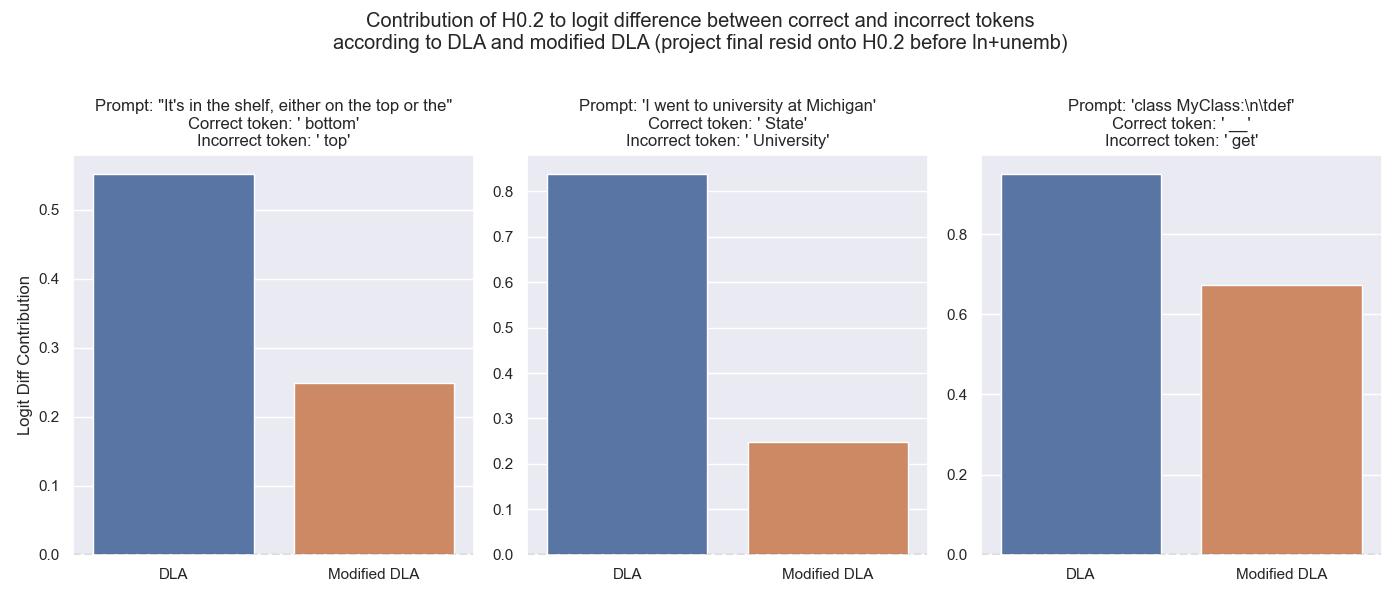 Contribution of H0.2 to logit difference between correct and incorrect tokens
according to DLA and modified DLA (project final resid onto H0.2 before ln+unemb)
Prompt: "It's in the shelf, either on the top or the"
Correct token: ' bottom'
Incorrect token: ' top'
Logit Diff Contribution
0.5
0.4
0.3
0.2
0.1
0.0
DLA
Modified DLA
Prompt: 'I went to university at Michigan'
Correct token: ' State'
Incorrect token: ' University'
0.8
0.7
0.6
0.5
0.4
0.3
0.2
0.1
0.0
DLA
Modified DLA
Prompt: 'class MyClass:\n\tdef'
Correct token: ' __'
Incorrect token: ' get'
0.8
0.6
0.4
0.2
0.0
DLA
Modified DLA